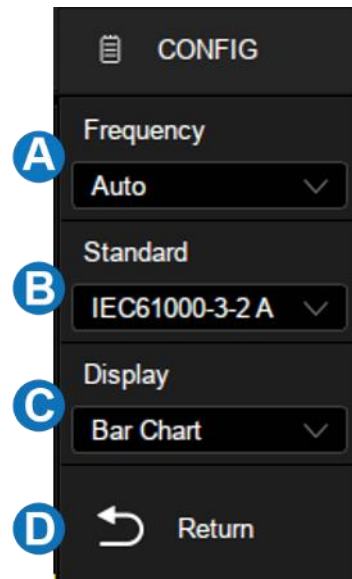 CONFIG
A
Frequency
Auto
B
Standard
IEC61000-3-2 A
C
Display
Bar Chart
D
Return